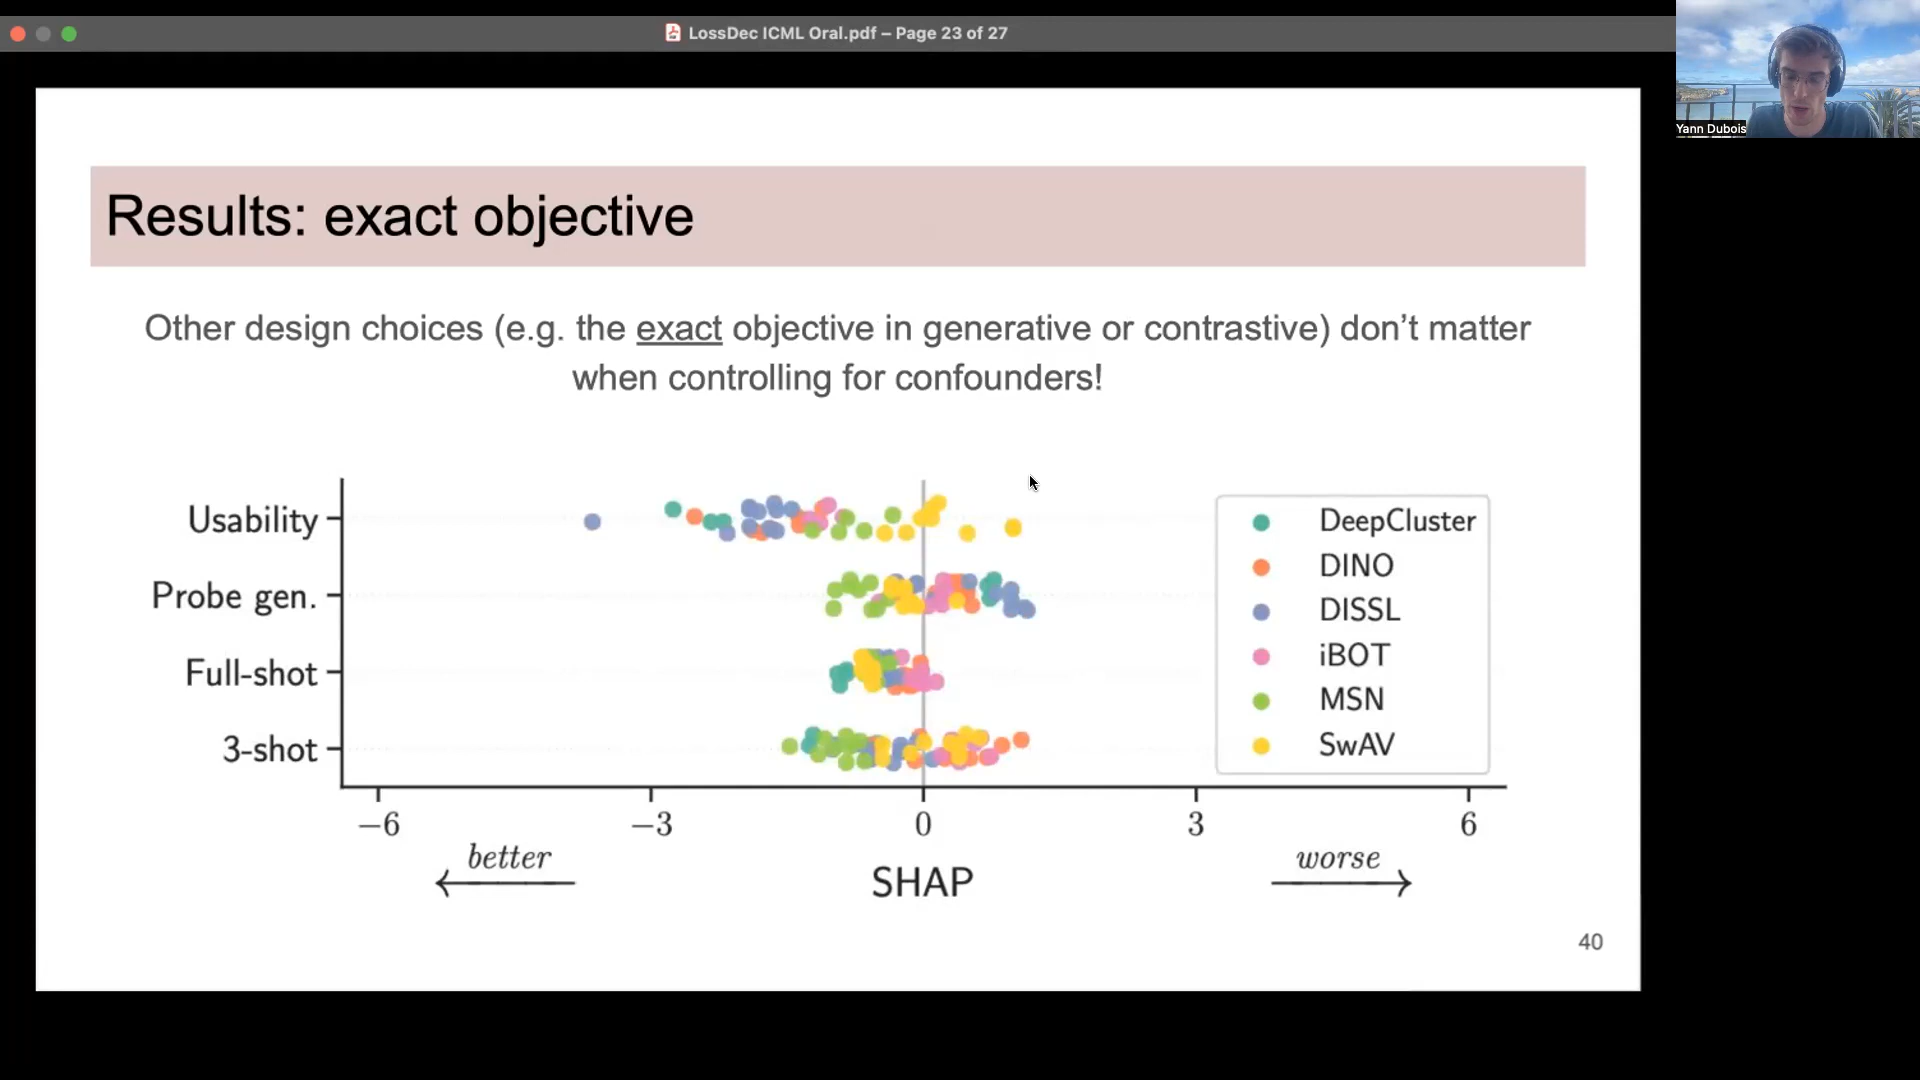 LossDec ICML Oral.pdf – Page 23 of 27
Yann Dubois
Results: exact objective
Other design choices (e.g. the exact objective in generative or contrastive) don't matter
when controlling for confounders!
Usability
Probe gen.
Full-shot
3-shot
DeepCluster
DINO
DISSL
iBOT
MSN
SwAV
−6
−3
0
3
6
better
SHAP
worse
40